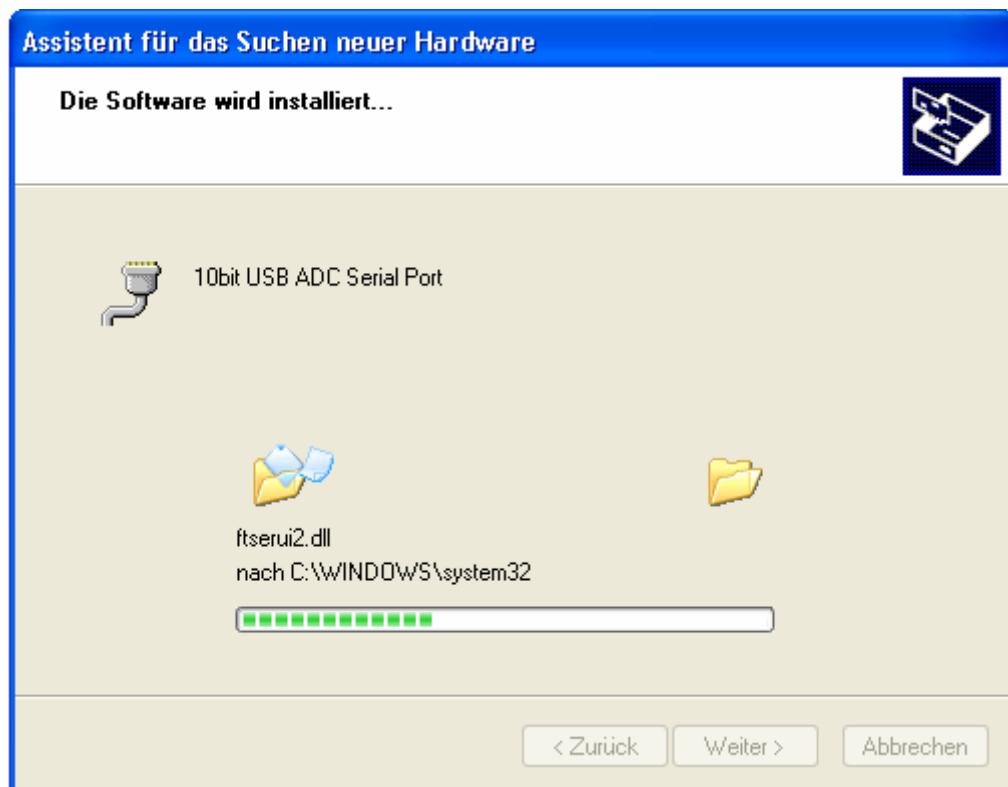 Assistent für das Suchen neuer Hardware
Die Software wird installiert...
10bit USB ADC Serial Port
ftserui2.dll
nach C:\WINDOWS\system32
< Zurück
Weiter >
Abbrechen